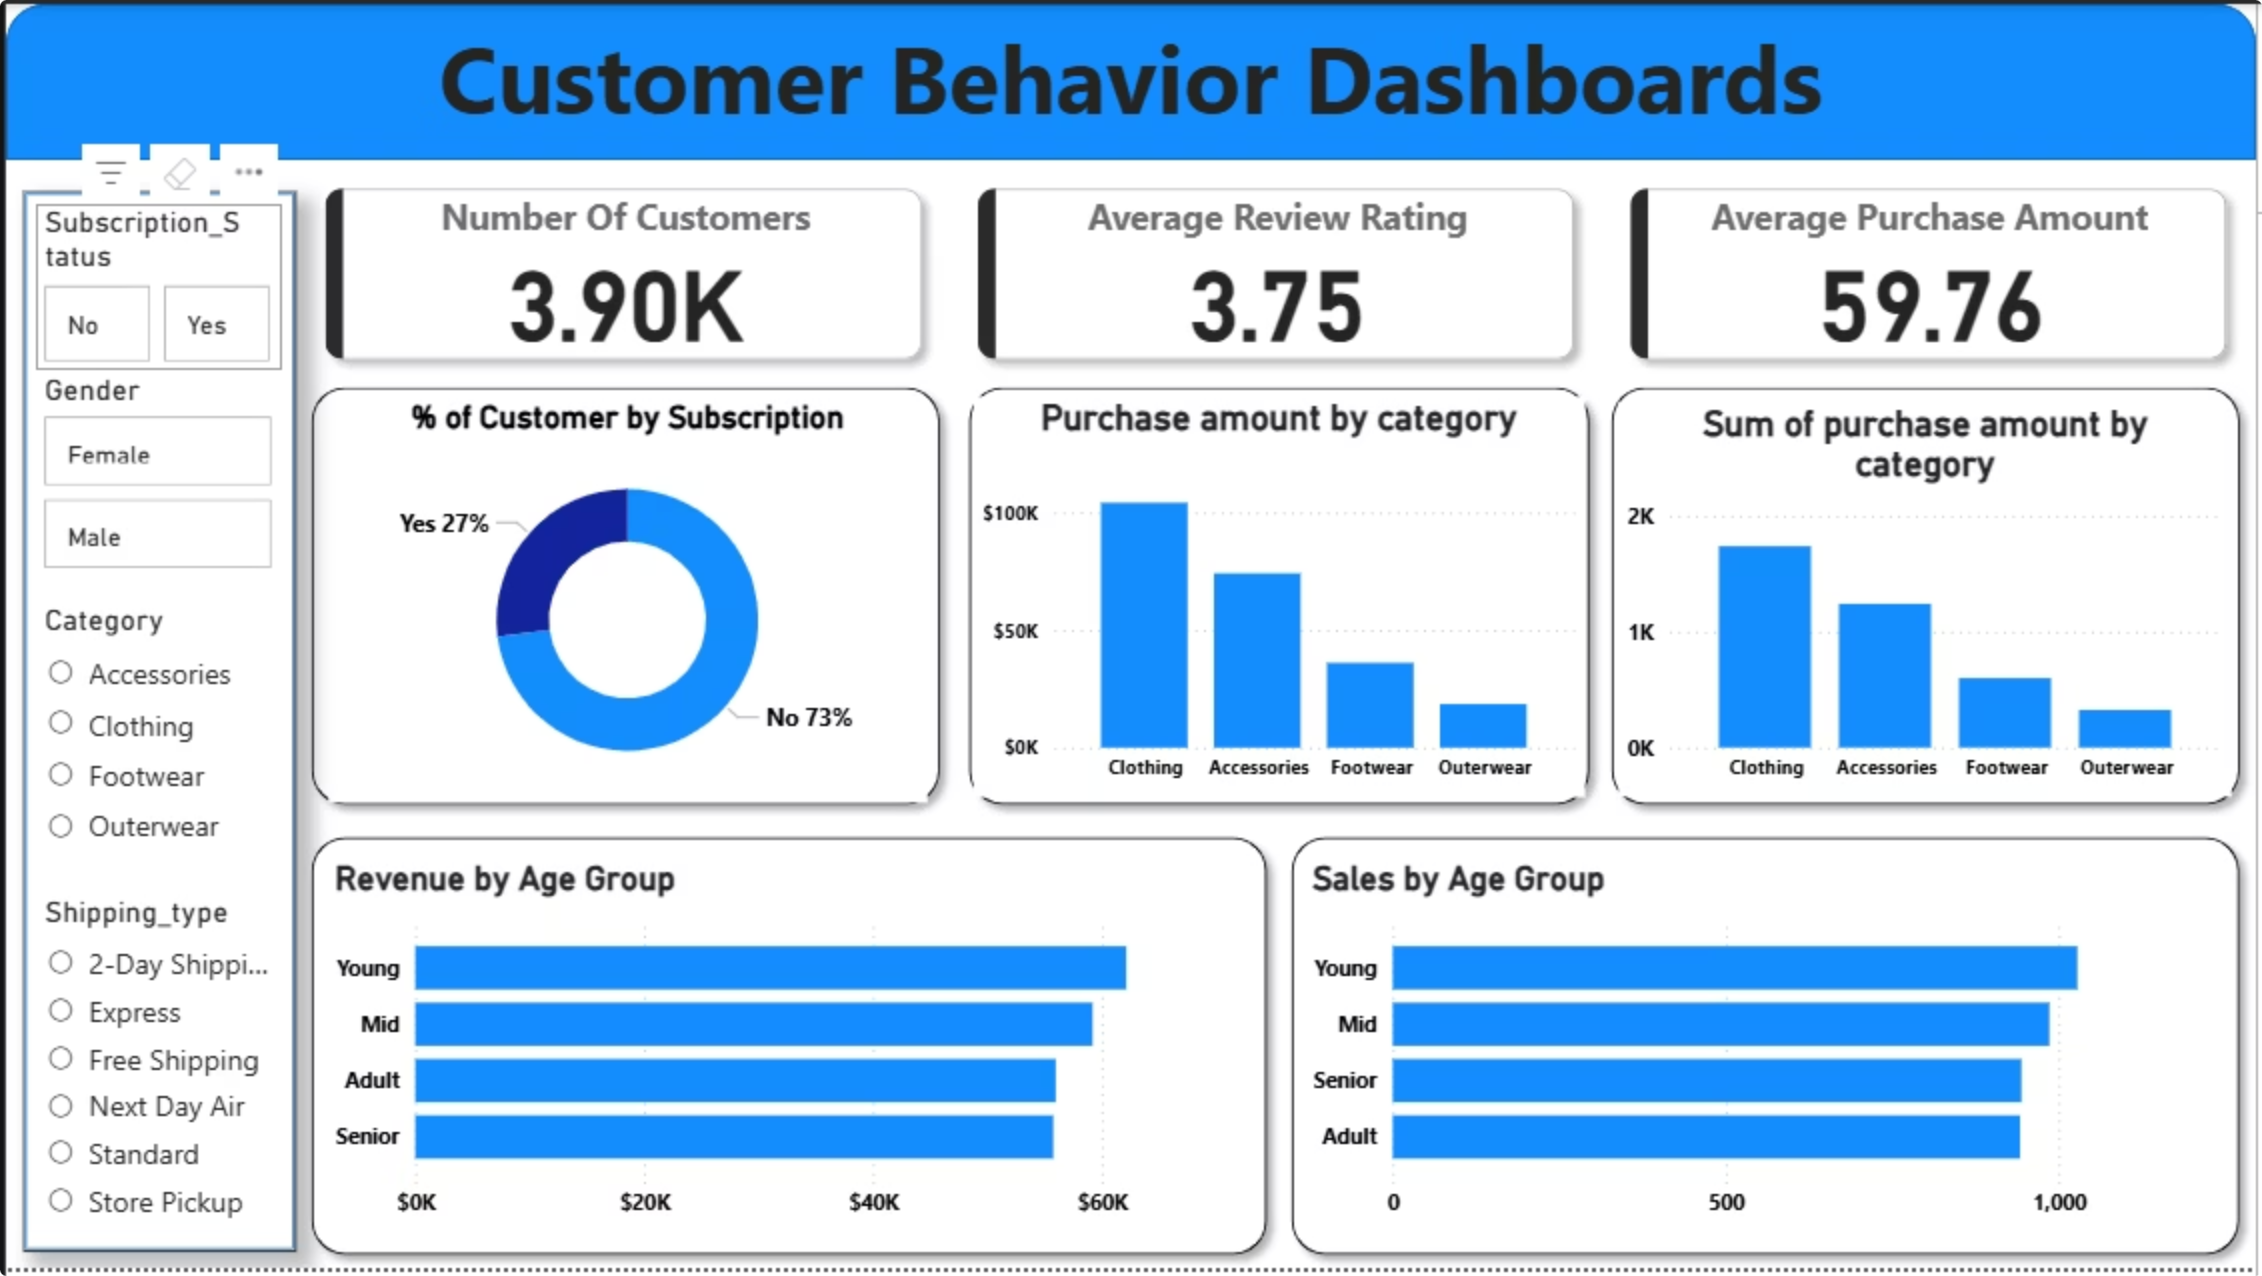 Customer Behavior Dashboards
Subscription_S
tatus
No
Yes
Gender
Female
Male
Category
Accessories
Clothing
Footwear
Outerwear
Shipping_type
2-Day Shippi...
Express
Free Shipping
Next Day Air
Standard
Store Pickup
Number Of Customers
3.90K
Average Review Rating
3.75
Average Purchase Amount
59.76
% of Customer by Subscription
Yes 27%
No 73%
Purchase amount by category
$100K
$50K
$0K
Clothing
Accessories
Footwear
Outerwear
Sum of purchase amount by
category
2K
1K
0K
Clothing
Accessories
Footwear
Outerwear
Revenue by Age Group
Young
Mid
Adult
Senior
$0K
$20K
$40K
$60K
Sales by Age Group
Young
Mid
Senior
Adult
0
500
1,000